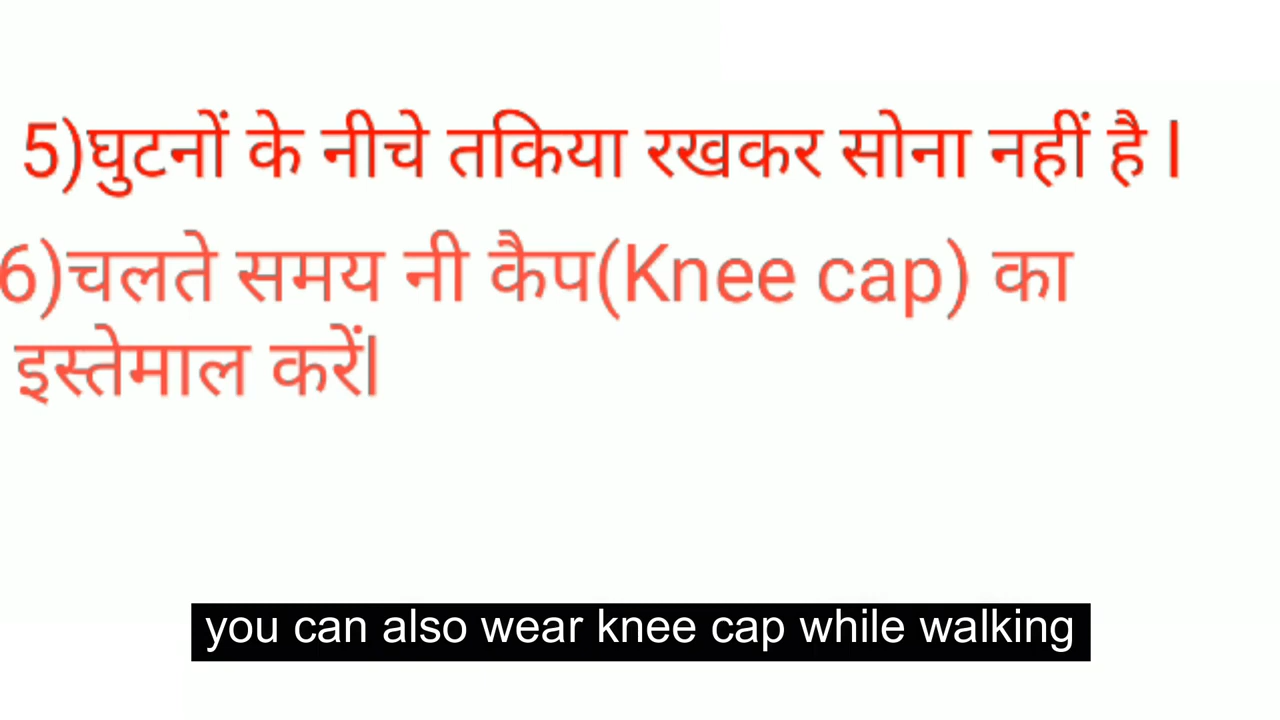 5)घुटनों के नीचे तकिया रखकर सोना नहीं है l
6)चलते समय नी कैप(Knee cap) का
इस्तेमाल करेंl
you can also wear knee cap while walking